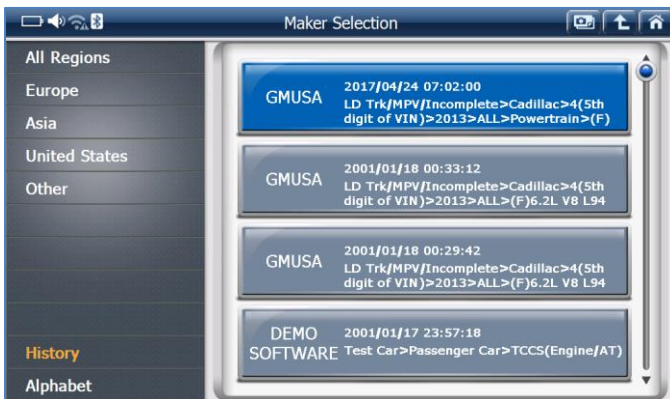 Maker Selection
All Regions
Europe
Asia
United States
Other
History
Alphabet
GMUSA
2017/04/24 07:02:00
LD Trk/MPV/Incomplete>Cadillac>4(5th
digit of VIN)>2013>ALL>Powertrain>(F)
GMUSA
2001/01/18 00:33:12
LD Trk/MPV/Incomplete>Cadillac>4(5th
digit of VIN)>2013>ALL>(F)6.2L V8 L94
GMUSA
2001/01/18 00:29:42
LD Trk/MPV/Incomplete>Cadillac>4(5th
digit of VIN)>2013>ALL>(F)6.2L V8 L94
DEMO
SOFTWARE
2001/01/17 23:57:18
Test Car>Passenger Car>TCCS(Engine/AT)